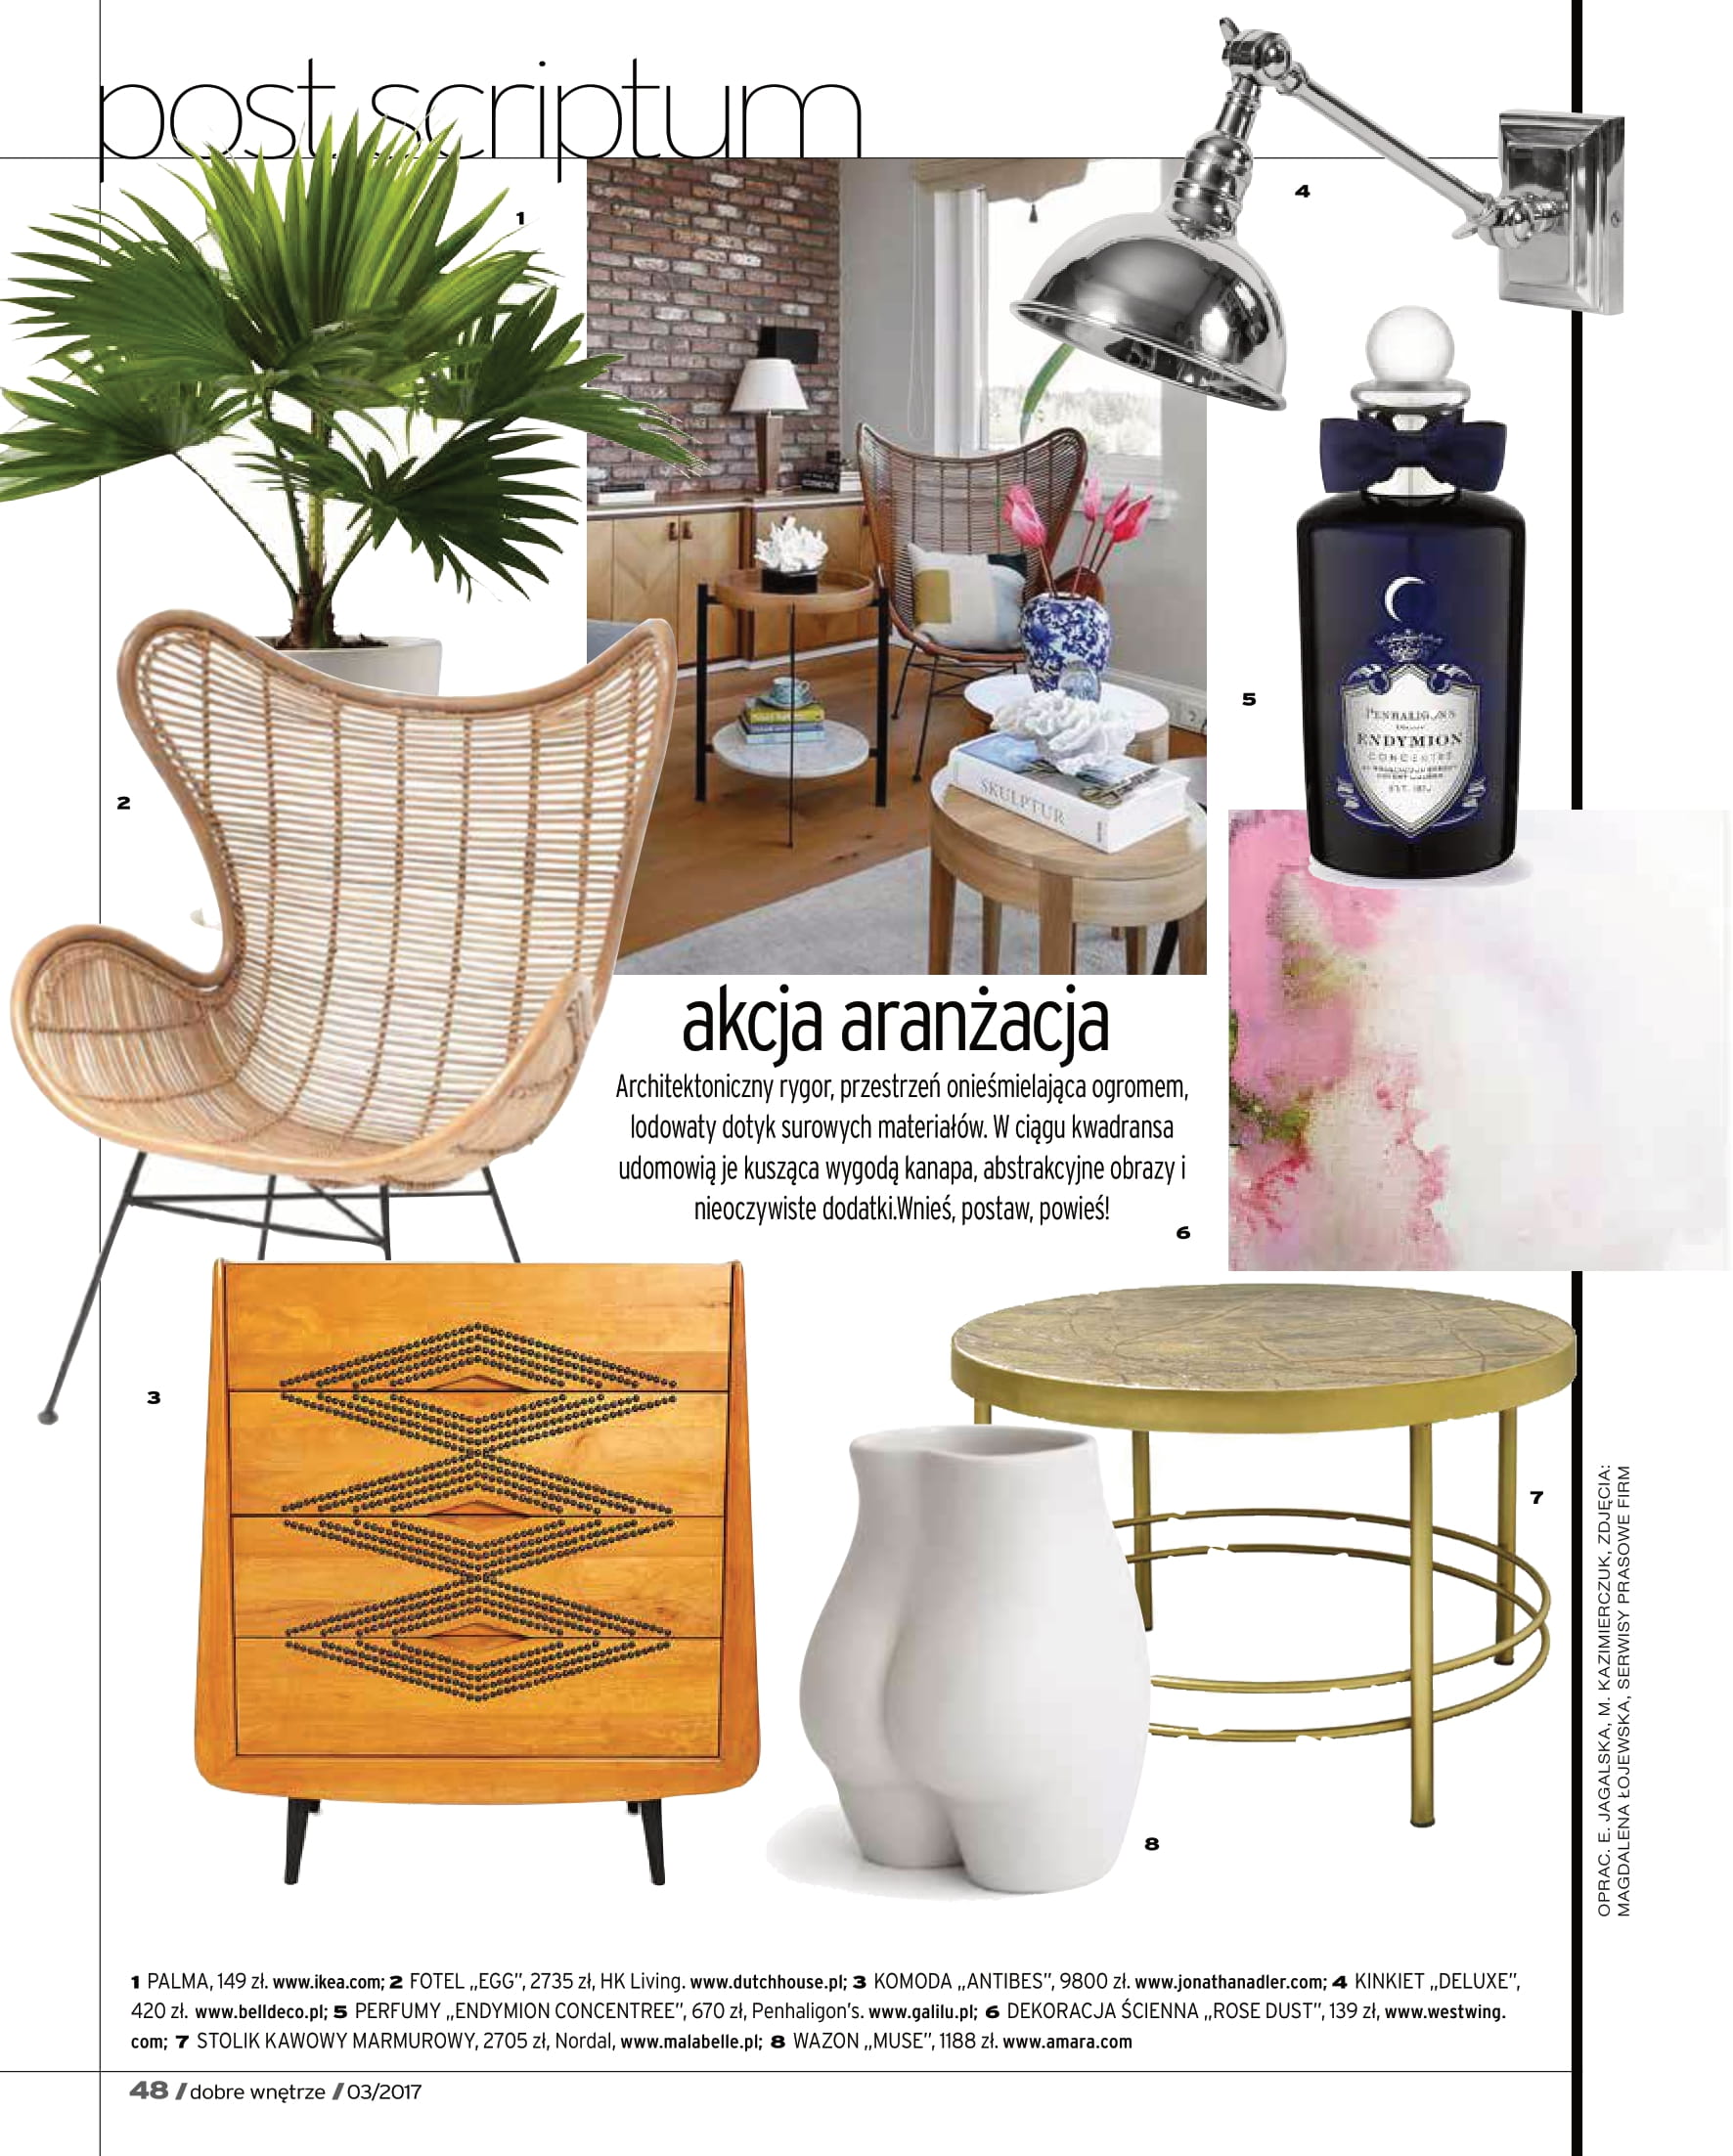 post scriptum
1
4
2
5
SKULPTUR
PENHALIGON'S
ENDYMION
CONCENTRÉ
akcja aranżacja
Architektoniczny rygor, przestrzeń onieśmielająca ogromem,
lodowaty dotyk surowych materiałów. W ciągu kwadransa
udomowią je kusząca wygodą kanapa, abstrakcyjne obrazy i
nieoczywiste dodatki.Wnieś, postaw, powieś!
6
3
7
8
OPRAC. E. JAGALSKA, M. KAZIMIERCZUK, ZDJĘCIA:
MAGDALENA ŁOJEWSKA, SERWISY PRASOWE FIRM
1 PALMA, 149 zł. www.ikea.com; 2 FOTEL „EGG”, 2735 zł, HK Living. www.dutchhouse.pl; 3 KOMODA „ANTIBES”, 9800 zł. www.jonathanadler.com; 4 KINKIET „DELUXE”,
420 zł. www.belldeco.pl; 5 PERFUMY „ENDYMION CONCENTREE”, 670 zł, Penhaligon’s. www.galilu.pl; 6 DEKORACJA ŚCIENNA „ROSE DUST”, 139 zł, www.westwing.
com; 7 STOLIK KAWOWY MARMUROWY, 2705 zł, Nordal, www.malabelle.pl; 8 WAZON „MUSE”, 1188 zł. www.amara.com
48 / dobre wnętrze / 03/2017